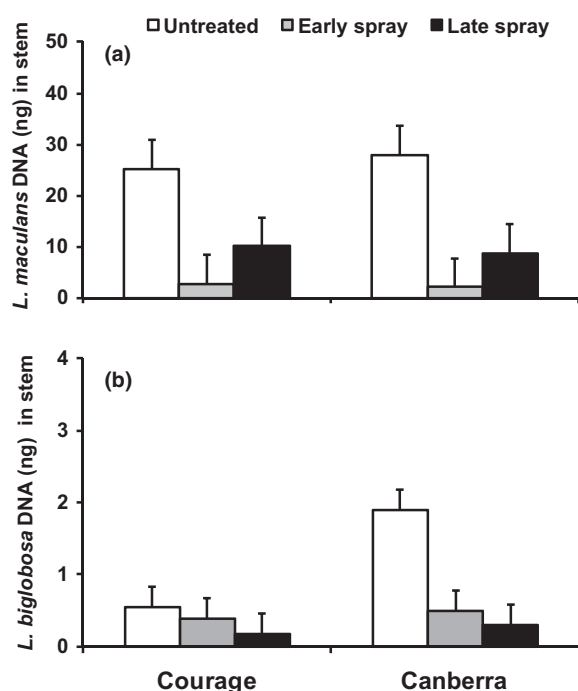 Untreated Early spray Late spray
(a)
L. maculans DNA (ng) in stem
50
40
30
20
10
0
(b)
L. biglobosa DNA (ng) in stem
4
3
2
1
0
Courage Canberra